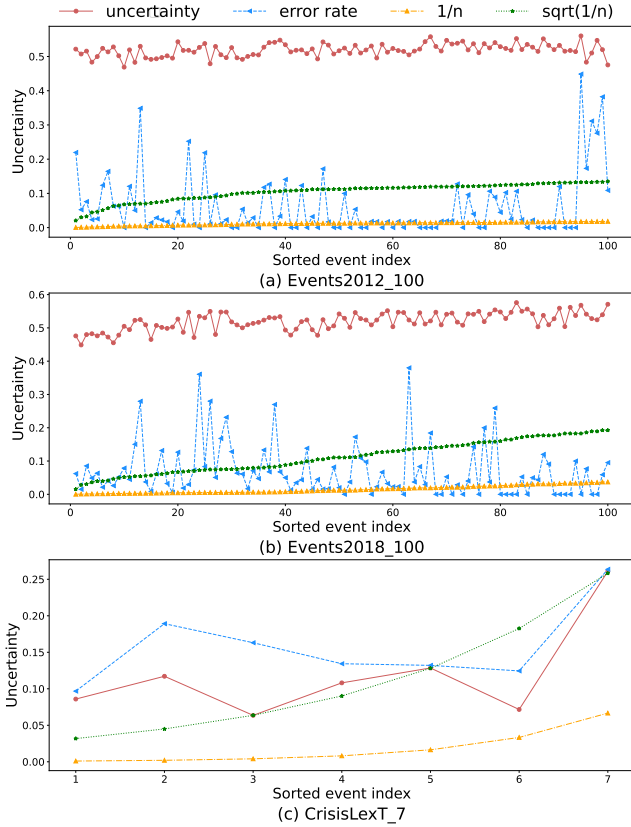 uncertainty error rate 1/n sqrt(1/n)
Uncertainty
0.5
0.4
0.3
0.2
0.1
0.0
0 20 40 60 80 100
Sorted event index
(a) Events2012_100
Uncertainty
0.6
0.5
0.4
0.3
0.2
0.1
0.0
0 20 40 60 80 100
Sorted event index
(b) Events2018_100
Uncertainty
0.25
0.20
0.15
0.10
0.05
0.00
1 2 3 4 5 6 7
Sorted event index
(c) CrisisLexT_7